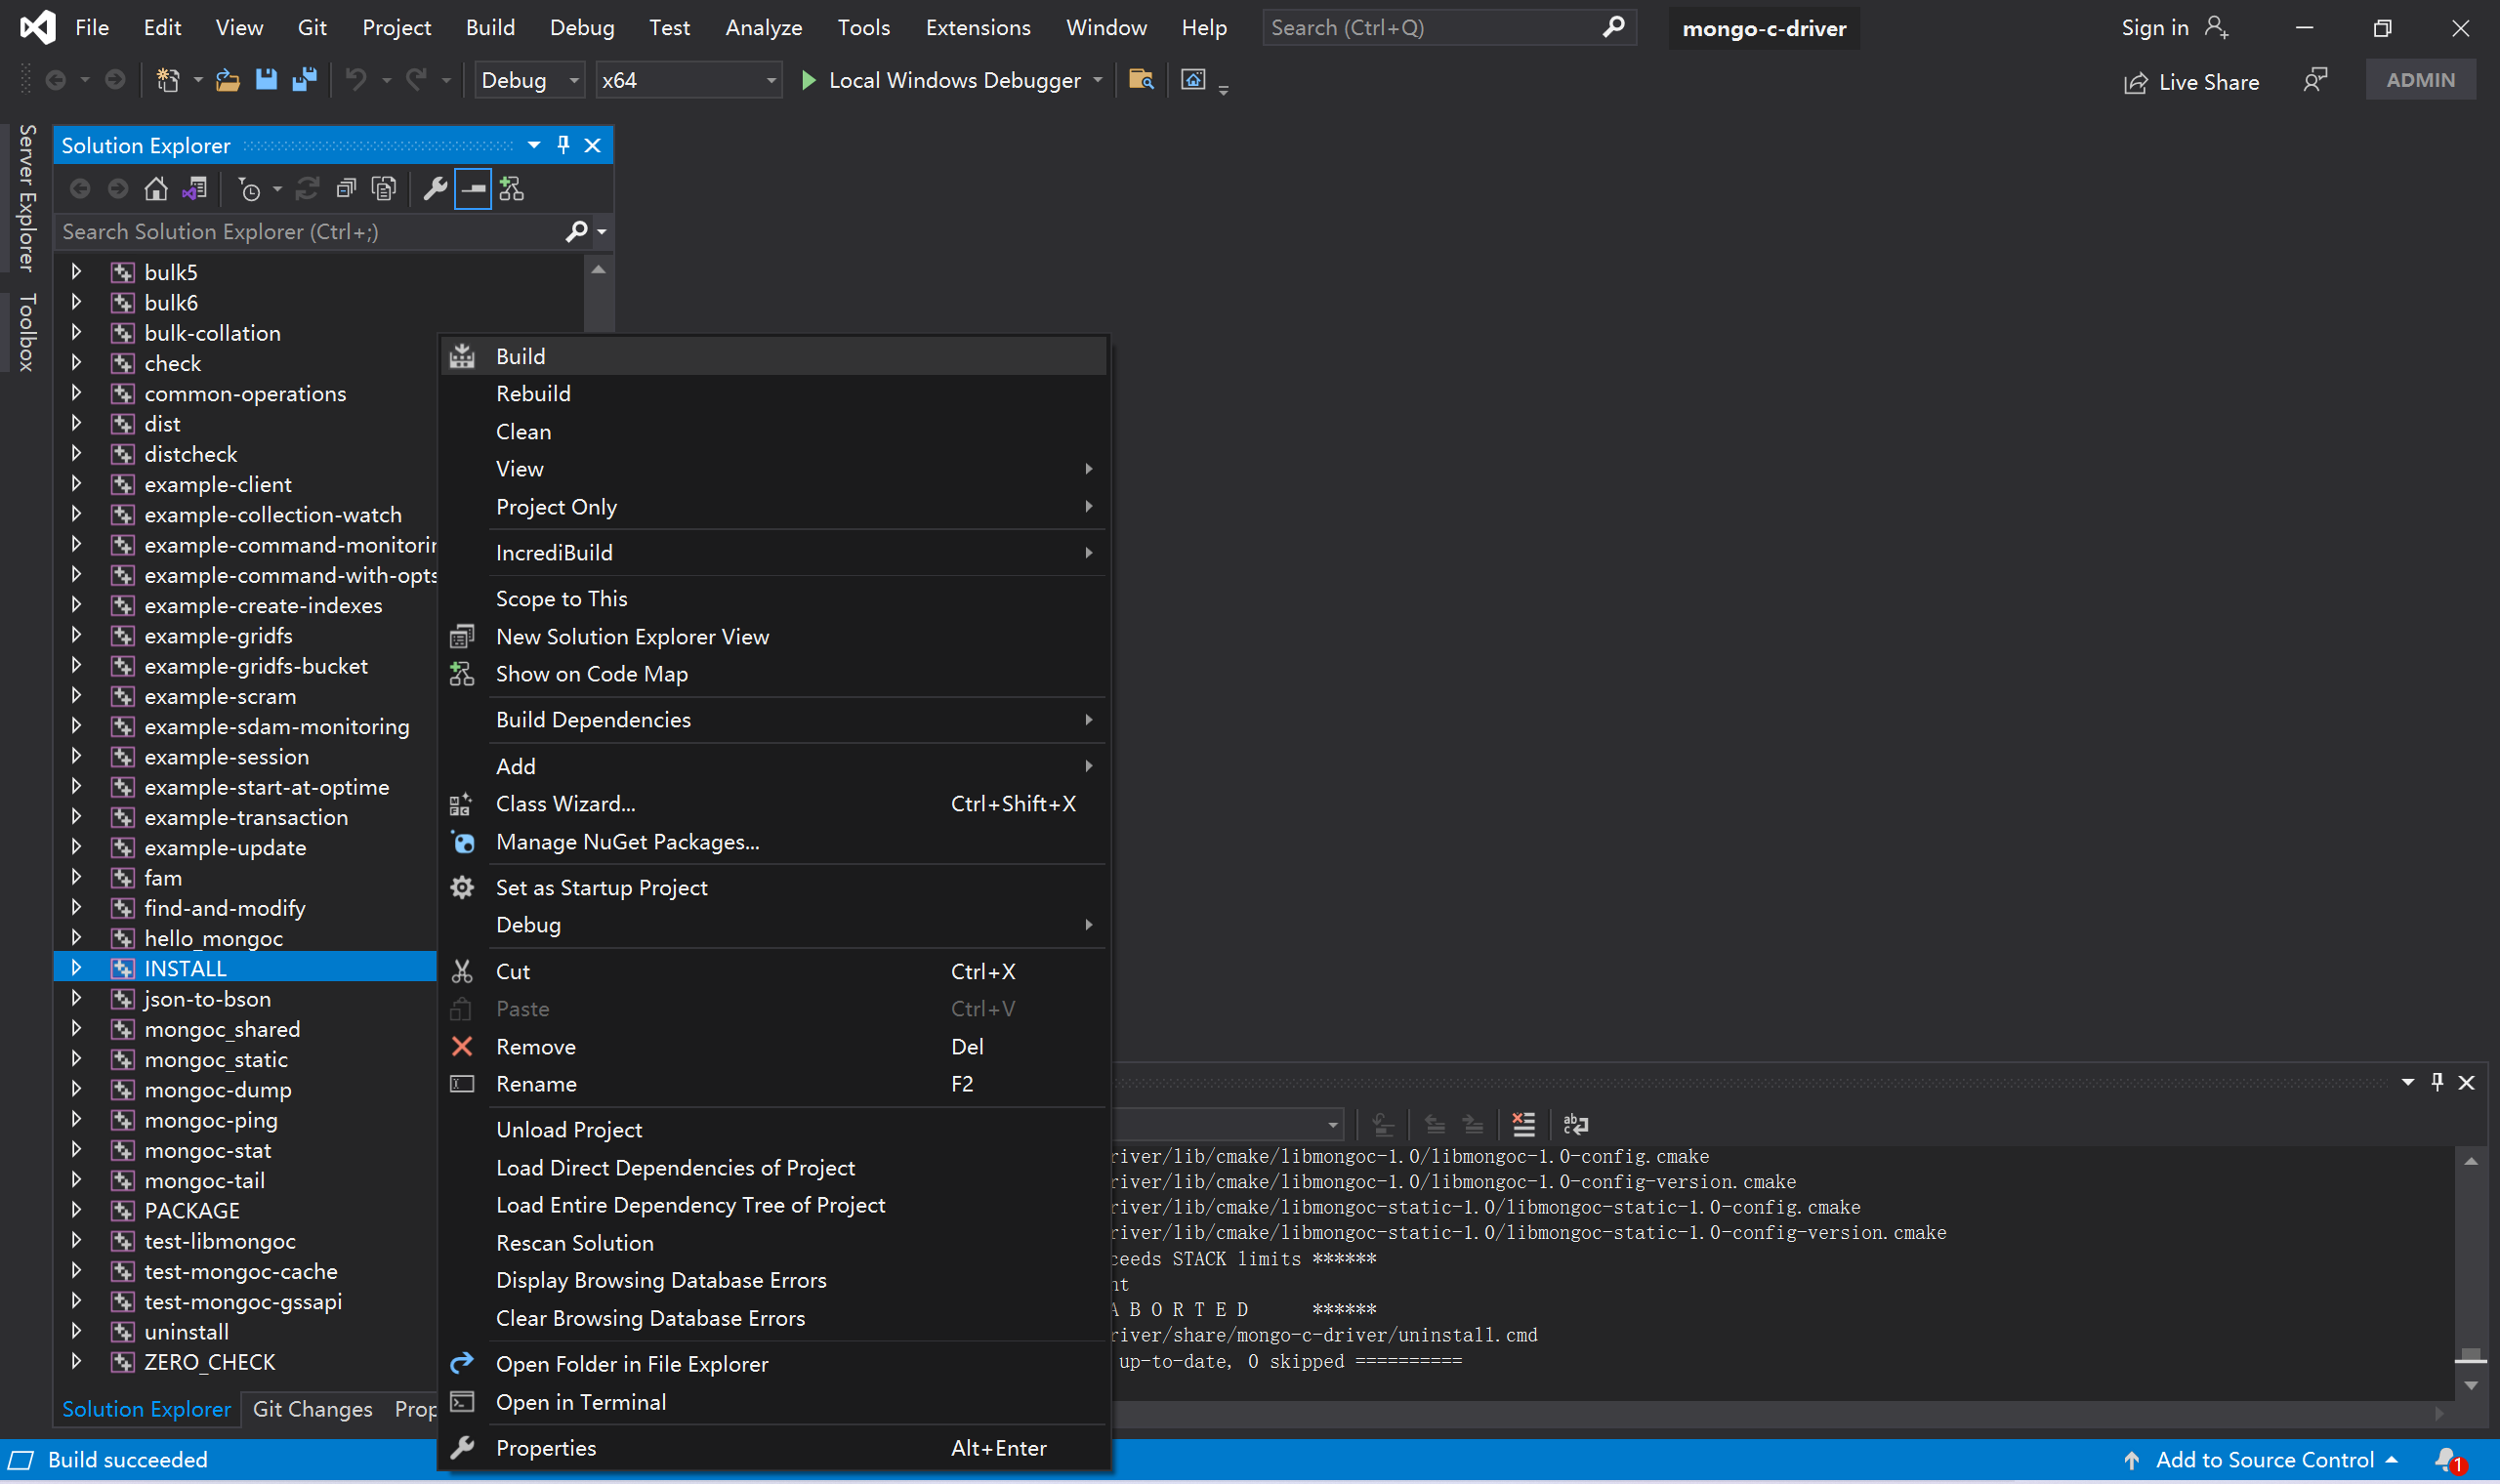 File Edit View Git Project Build Debug Test Analyze Tools Extensions Window Help Search (Ctrl+Q) mongo-c-driver Sign in
Debug x64 Local Windows Debugger Live Share ADMIN
Server Explorer
Toolbox
Solution Explorer
Search Solution Explorer (Ctrl+;)
bulk5
bulk6
bulk-collation
check
common-operations
dist
distcheck
example-client
example-collection-watch
example-command-monitorin
example-command-with-opts
example-create-indexes
example-gridfs
example-gridfs-bucket
example-scram
example-sdam-monitoring
example-session
example-start-at-optime
example-transaction
example-update
fam
find-and-modify
hello_mongoc
INSTALL
json-to-bson
mongoc_shared
mongoc_static
mongoc-dump
mongoc-ping
mongoc-stat
mongoc-tail
PACKAGE
test-libmongoc
test-mongoc-cache
test-mongoc-gssapi
uninstall
ZERO_CHECK
Solution Explorer Git Changes Prop
Build
Rebuild
Clean
View
Project Only
IncrediBuild
Scope to This
New Solution Explorer View
Show on Code Map
Build Dependencies
Add
Class Wizard... Ctrl+Shift+X
Manage NuGet Packages...
Set as Startup Project
Debug
Cut Ctrl+X
Paste Ctrl+V
Remove Del
Rename F2
Unload Project
Load Direct Dependencies of Project
Load Entire Dependency Tree of Project
Rescan Solution
Display Browsing Database Errors
Clear Browsing Database Errors
Open Folder in File Explorer
Open in Terminal
Properties Alt+Enter
river/lib/cmake/libmongoc-1.0/libmongoc-1.0-config.cmake
river/lib/cmake/libmongoc-1.0/libmongoc-1.0-config-version.cmake
river/lib/cmake/libmongoc-static-1.0/libmongoc-static-1.0-config.cmake
river/lib/cmake/libmongoc-static-1.0/libmongoc-static-1.0-config-version.cmake
ceeds STACK limits ******
nt
A B O R T E D ******
river/share/mongo-c-driver/uninstall.cmd
up-to-date, 0 skipped ==========
Build succeeded Add to Source Control 1